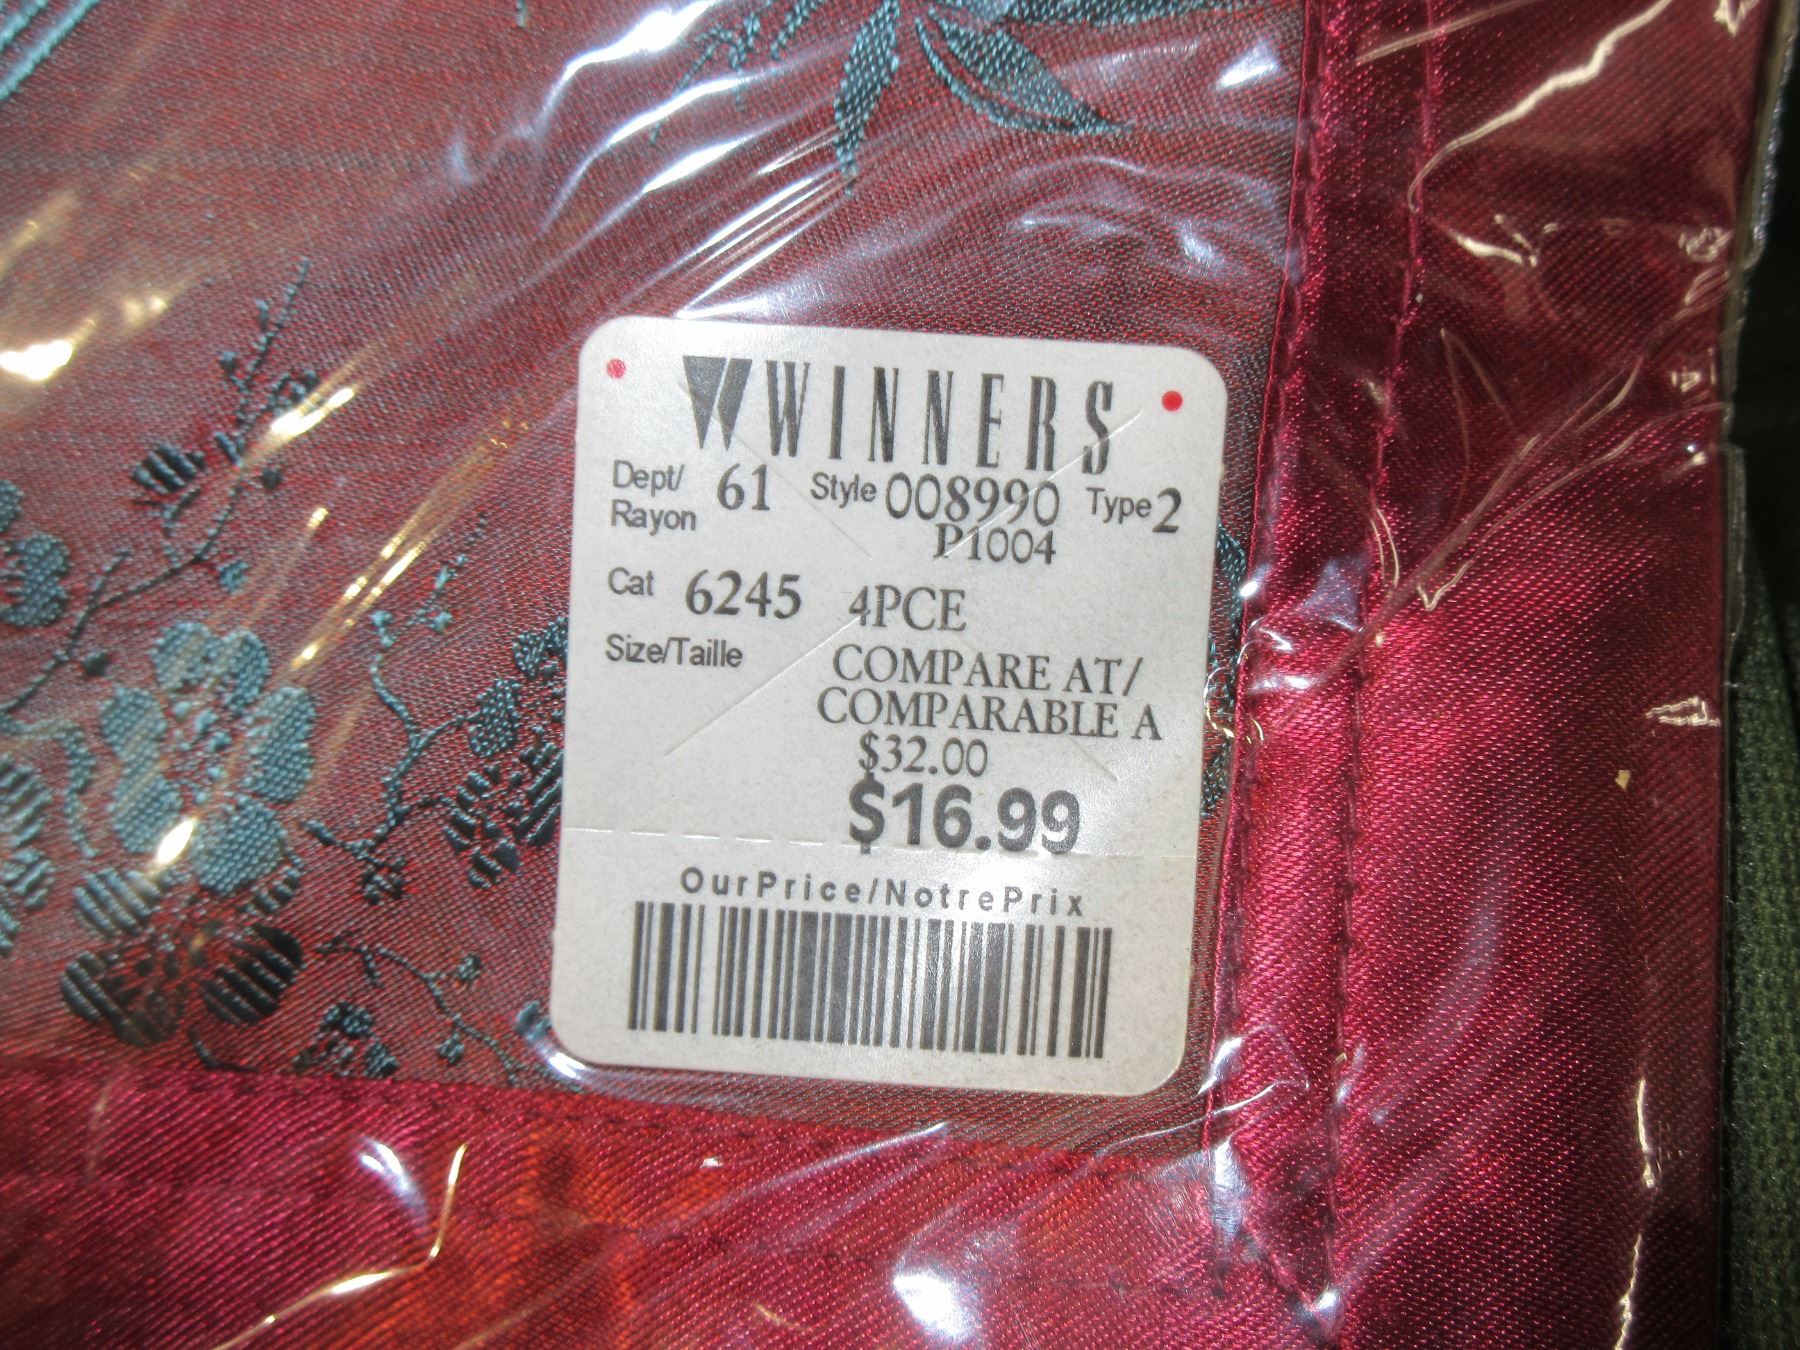 WINNERS
Dept/ Rayon 61 Style 008990 Type 2
P1004
Cat 6245 4PCE
Size/Taille
COMPARE AT/
COMPARABLE A
$32.00
$16.99
OurPrice/NotrePrix